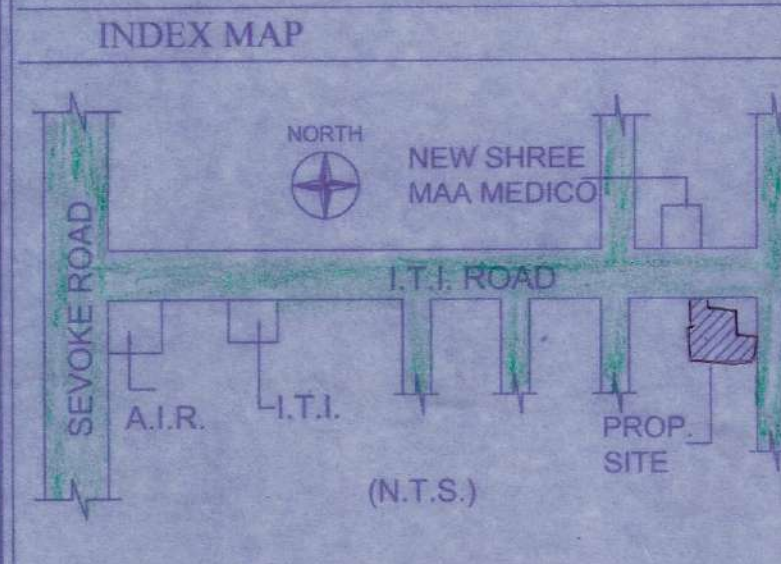 INDEX MAP
NORTH
NEW SHREE
MAA MEDICO
SEVOKE ROAD
I.T.I. ROAD
A.I.R.
I.T.I.
PROP.
SITE
(N.T.S.)